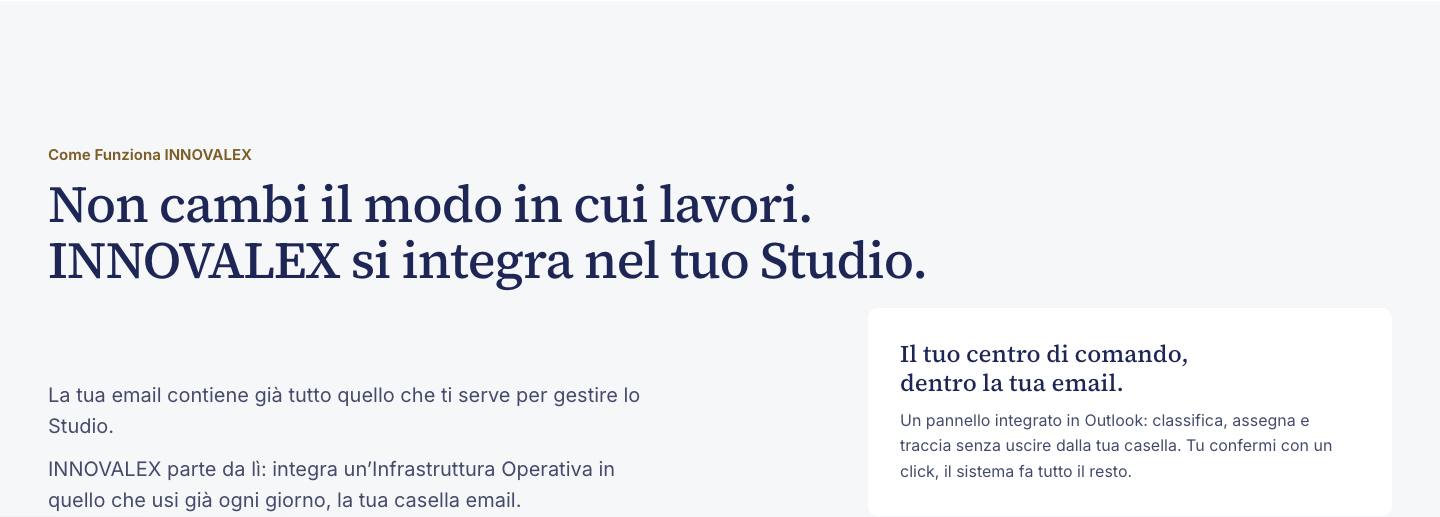 Come Funziona INNOVALEX
Non cambi il modo in cui lavori.
INNOVALEX si integra nel tuo Studio.
La tua email contiene già tutto quello che ti serve per gestire lo
Studio.
INNOVALEX parte da lì: integra un’Infrastruttura Operativa in
quello che usi già ogni giorno, la tua casella email.
Il tuo centro di comando,
dentro la tua email.
Un pannello integrato in Outlook: classifica, assegna e
traccia senza uscire dalla tua casella. Tu confermi con un
click, il sistema fa tutto il resto.